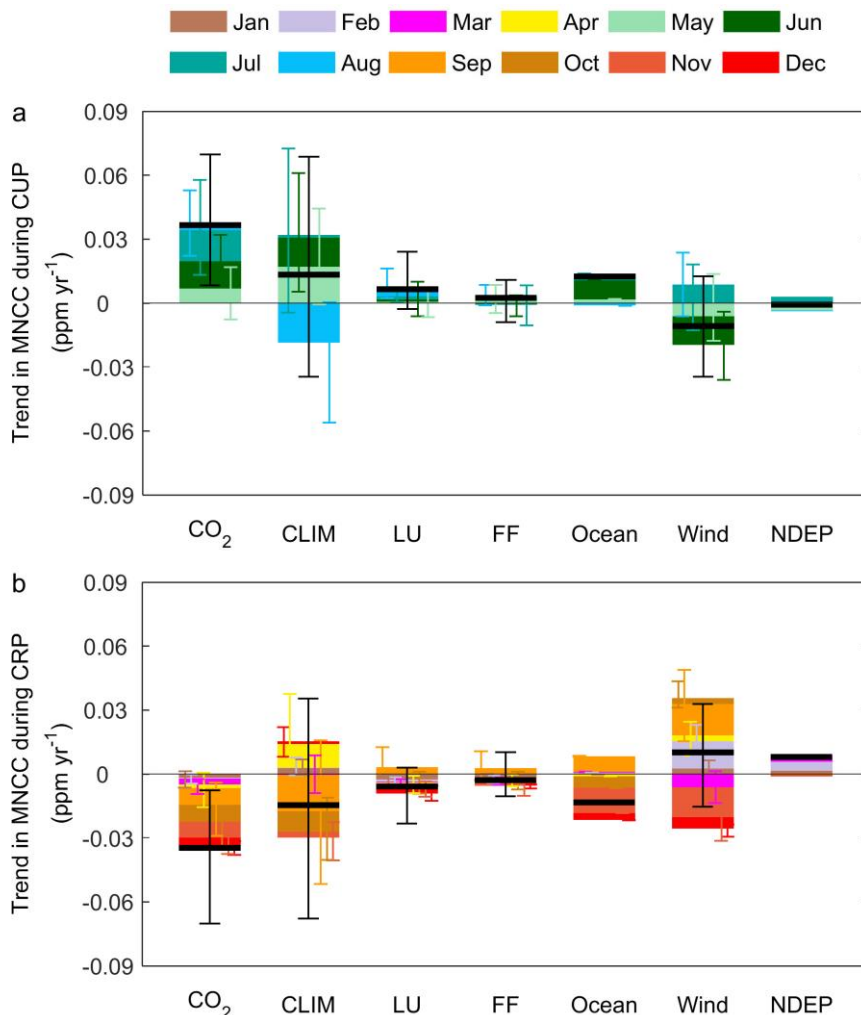 Jan Feb Mar Apr May Jun
Jul Aug Sep Oct Nov Dec
a
Trend in MNCC during CUP
(ppm yr⁻¹)
0.09
0.06
0.03
0
-0.03
-0.06
-0.09
CO₂ CLIM LU FF Ocean Wind NDEP
b
Trend in MNCC during CRP
(ppm yr⁻¹)
0.09
0.06
0.03
0
-0.03
-0.06
-0.09
CO₂ CLIM LU FF Ocean Wind NDEP